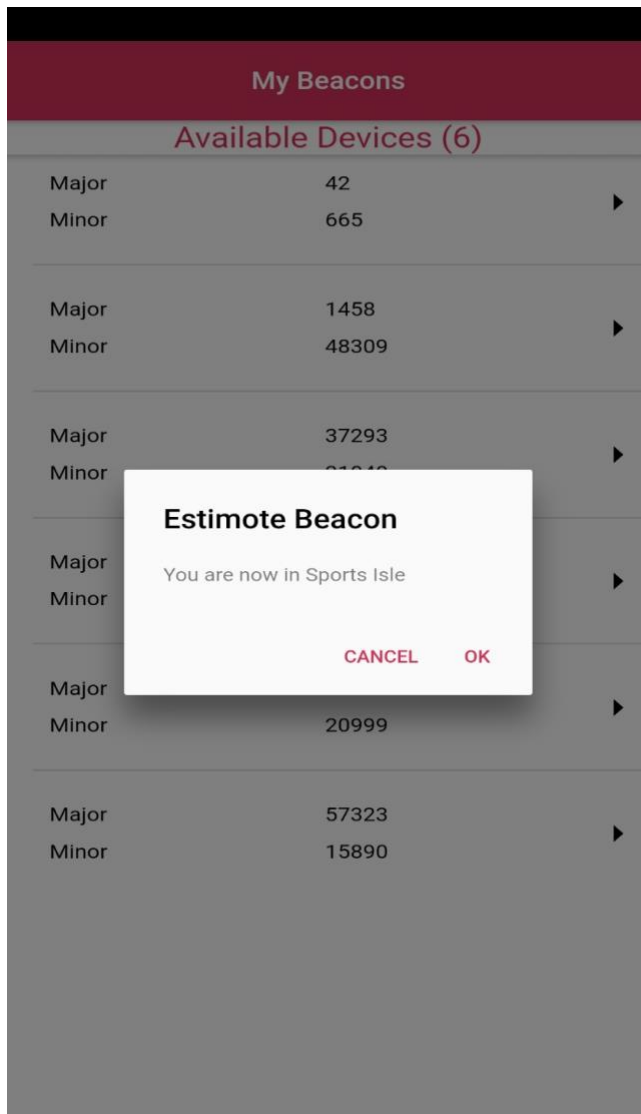 My Beacons
Available Devices (6)
Major 42
Minor 665
Major 1458
Minor 48309
Major 37293
Minor
Estimote Beacon
You are now in Sports Isle
CANCEL OK
Major
Minor
Major
Minor 20999
Major 57323
Minor 15890